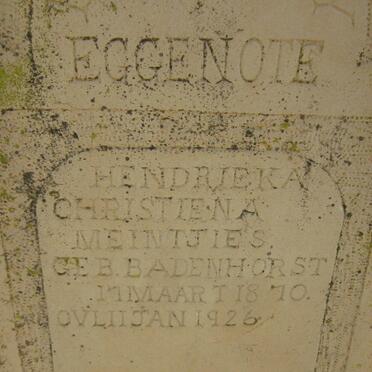 EGGENOTE
HENDRIEKA
CHRISTIENA
MEINTJIES.
GEB. BADENHORST
17 MAART 1870.
OVL 11 JAN 1926